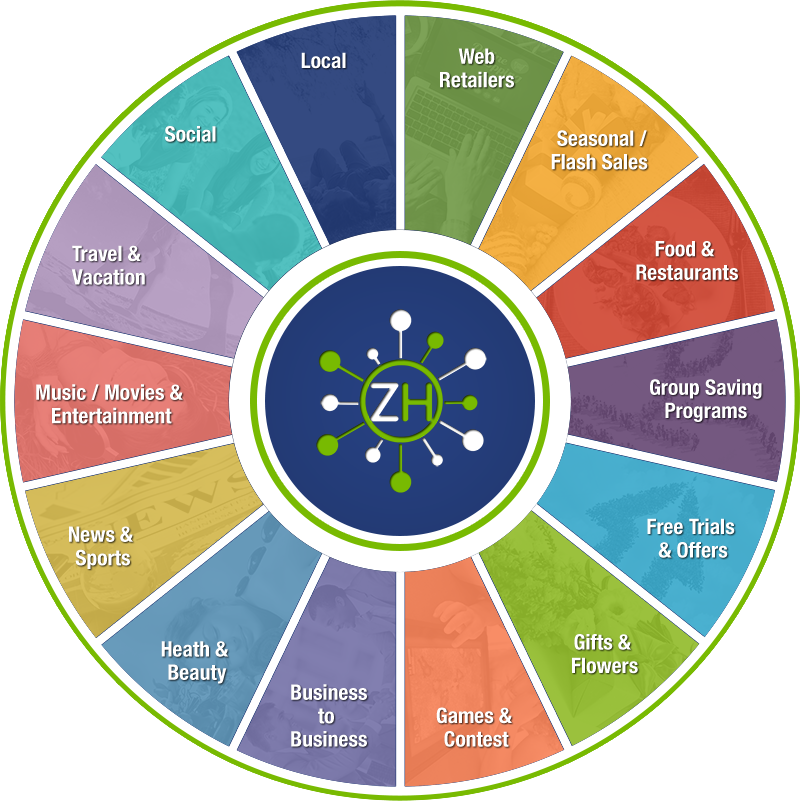 Local
Web
Retailers
Seasonal /
Flash Sales
Food &
Restaurants
Group Saving
Programs
Free Trials
& Offers
Gifts &
Flowers
Games &
Contest
Business
to
Business
Heath &
Beauty
News &
Sports
Music / Movies &
Entertainment
Travel &
Vacation
Social
ZH
NEWS